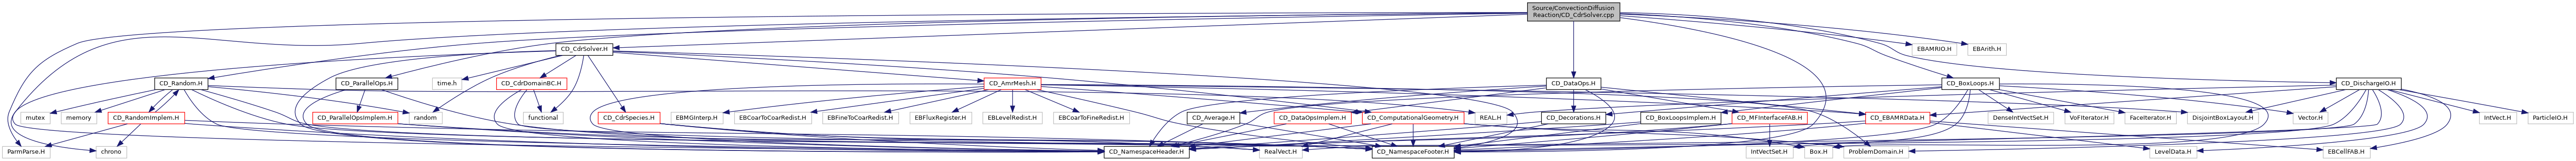 Source/ConvectionDiffusion
Reaction/CD_CdrSolver.cpp
CD_CdrSolver.H
EBAMRIO.H
EBArith.H
CD_Random.H
CD_ParallelOps.H
time.h
CD_CdrDomainBC.H
CD_AmrMesh.H
CD_DataOps.H
CD_BoxLoops.H
CD_DischargeIO.H
mutex
memory
CD_RandomImplem.H
random
CD_ParallelOpsImplem.H
functional
CD_CdrSpecies.H
EBMGInterp.H
EBCoarToCoarRedist.H
EBFineToCoarRedist.H
EBFluxRegister.H
EBLevelRedist.H
EBCoarToFineRedist.H
REAL.H
CD_Average.H
CD_DataOpsImplem.H
CD_ComputationalGeometry.H
CD_Decorations.H
CD_BoxLoopsImplem.H
CD_MFInterfaceFAB.H
CD_EBAMRData.H
DenseIntVectSet.H
VoFIterator.H
FaceIterator.H
DisjointBoxLayout.H
Vector.H
IntVect.H
ParticleIO.H
ParmParse.H
chrono
CD_NamespaceHeader.H
RealVect.H
CD_NamespaceFooter.H
IntVectSet.H
Box.H
ProblemDomain.H
LevelData.H
EBCellFAB.H